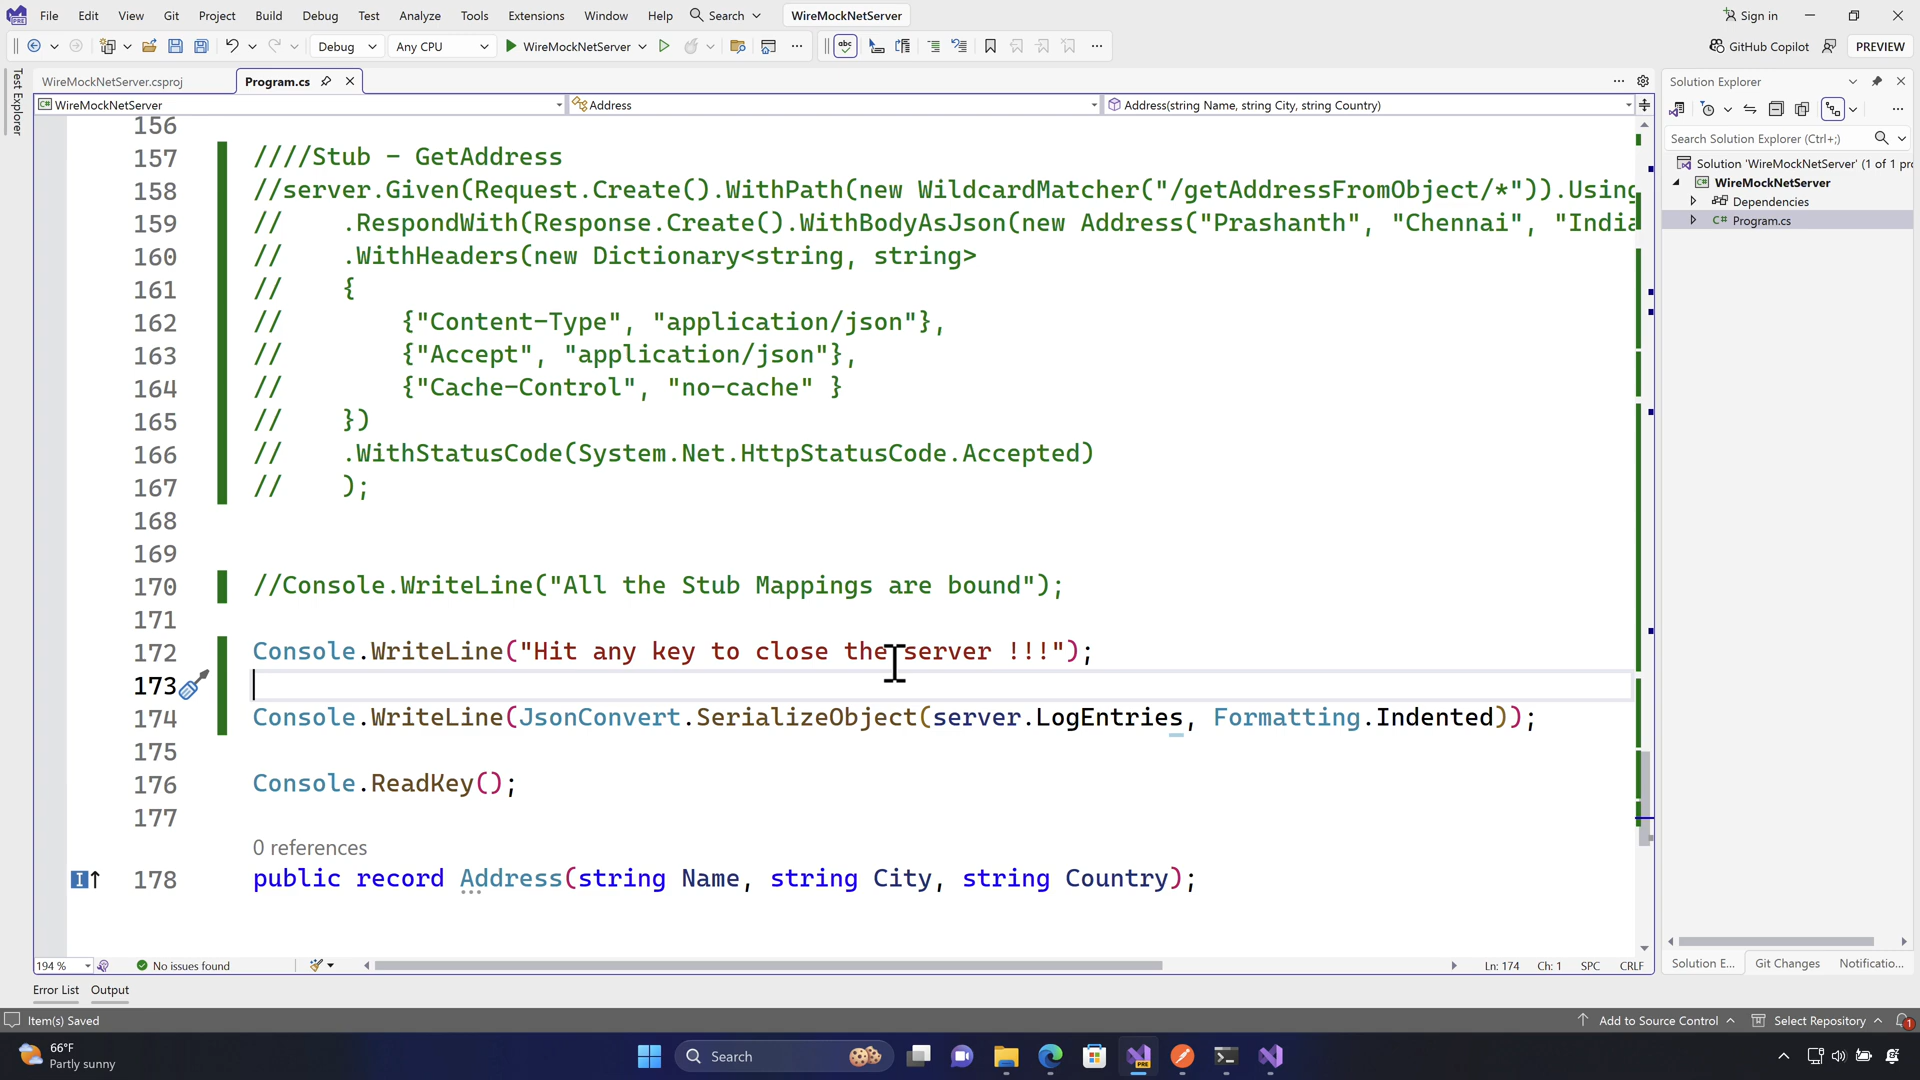 File Edit View Git Project Build Debug Test Analyze Tools Extensions Window Help Search WireMockNetServer Sign in
Debug Any CPU WireMockNetServer abc GitHub Copilot PREVIEW
Test Explorer
WireMockNetServer.csproj Program.cs
WireMockNetServer Address Address(string Name, string City, string Country)
156
157 ////Stub - GetAddress
158 //server.Given(Request.Create().WithPath(new WildcardMatcher("/getAddressFromObject/*")).Using
159 // .RespondWith(Response.Create().WithBodyAsJson(new Address("Prashanth", "Chennai", "India
160 // .WithHeaders(new Dictionary<string, string>
161 // {
162 // {"Content-Type", "application/json"},
163 // {"Accept", "application/json"},
164 // {"Cache-Control", "no-cache" }
165 // })
166 // .WithStatusCode(System.Net.HttpStatusCode.Accepted)
167 // );
168
169
170 //Console.WriteLine("All the Stub Mappings are bound");
171
172 Console.WriteLine("Hit any key to close the server !!!");
173
174 Console.WriteLine(JsonConvert.SerializeObject(server.LogEntries, Formatting.Indented));
175
176 Console.ReadKey();
177
0 references
178 public record Address(string Name, string City, string Country);
194 % No issues found Ln: 174 Ch: 1 SPC CRLF
Solution Explorer
Search Solution Explorer (Ctrl+;)
Solution 'WireMockNetServer' (1 of 1 pro
C# WireMockNetServer
Dependencies
C# Program.cs
Solution E... Git Changes Notificatio...
Error List Output
Item(s) Saved Add to Source Control Select Repository 1
66°F
Partly sunny
Search
PRE